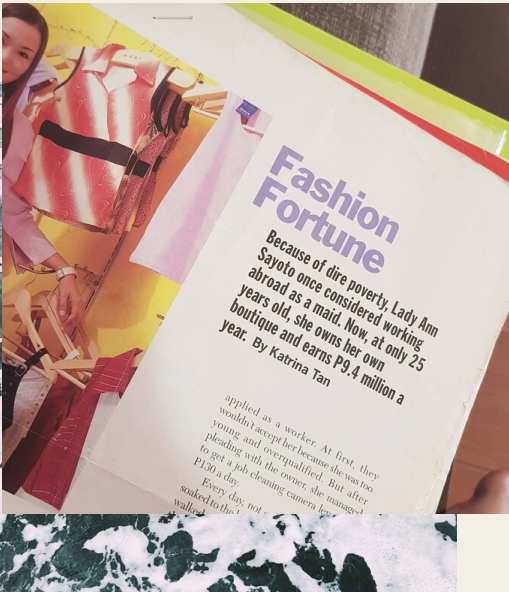 Fashion
Fortune
Because of dire poverty, Lady Ann
Sayoto once considered working
abroad as a maid. Now, at only 25
years old, she owns her own
boutique and earns P9.4 million a
year. By Katrina Tan
applied as a worker. At first, they
wouldn't accept her because she was too
young and overqualified. But after
pleading with the owner, she managed
to get a job cleaning camera
P130 a day.
Every day, not
soaked to the
walked